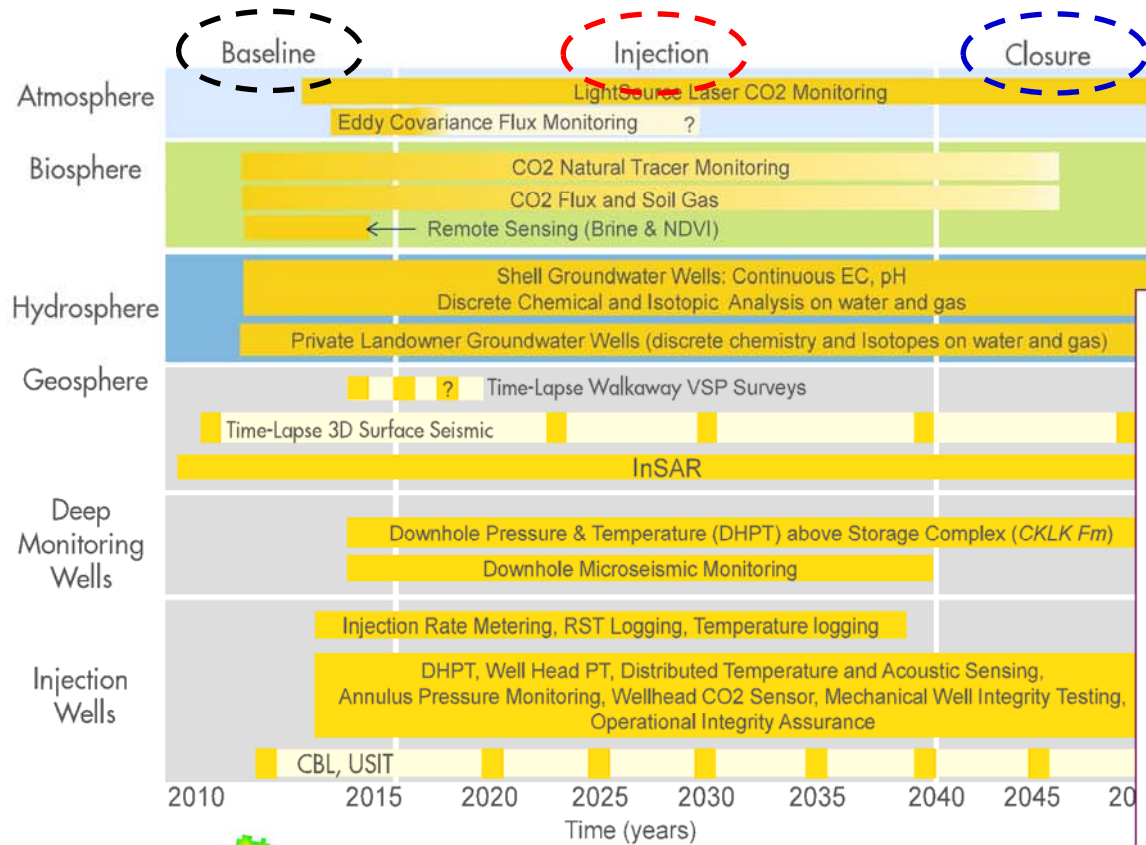 Baseline Injection Closure
Atmosphere
LightSource Laser CO2 Monitoring
Eddy Covariance Flux Monitoring ?
Biosphere
CO2 Natural Tracer Monitoring
CO2 Flux and Soil Gas
Remote Sensing (Brine & NDVI)
Hydrosphere
Shell Groundwater Wells: Continuous EC, pH
Discrete Chemical and Isotopic Analysis on water and gas
Private Landowner Groundwater Wells (discrete chemistry and Isotopes on water and gas)
Geosphere
? Time-Lapse Walkaway VSP Surveys
Time-Lapse 3D Surface Seismic
InSAR
Deep
Monitoring
Wells
Downhole Pressure & Temperature (DHPT) above Storage Complex (CKLK Fm)
Downhole Microseismic Monitoring
Injection
Wells
Injection Rate Metering, RST Logging, Temperature logging
DHPT, Well Head PT, Distributed Temperature and Acoustic Sensing,
Annulus Pressure Monitoring, Wellhead CO2 Sensor, Mechanical Well Integrity Testing,
Operational Integrity Assurance
CBL, USIT
2010 2015 2020 2025 2030 2035 2040 2045 20
Time (years)